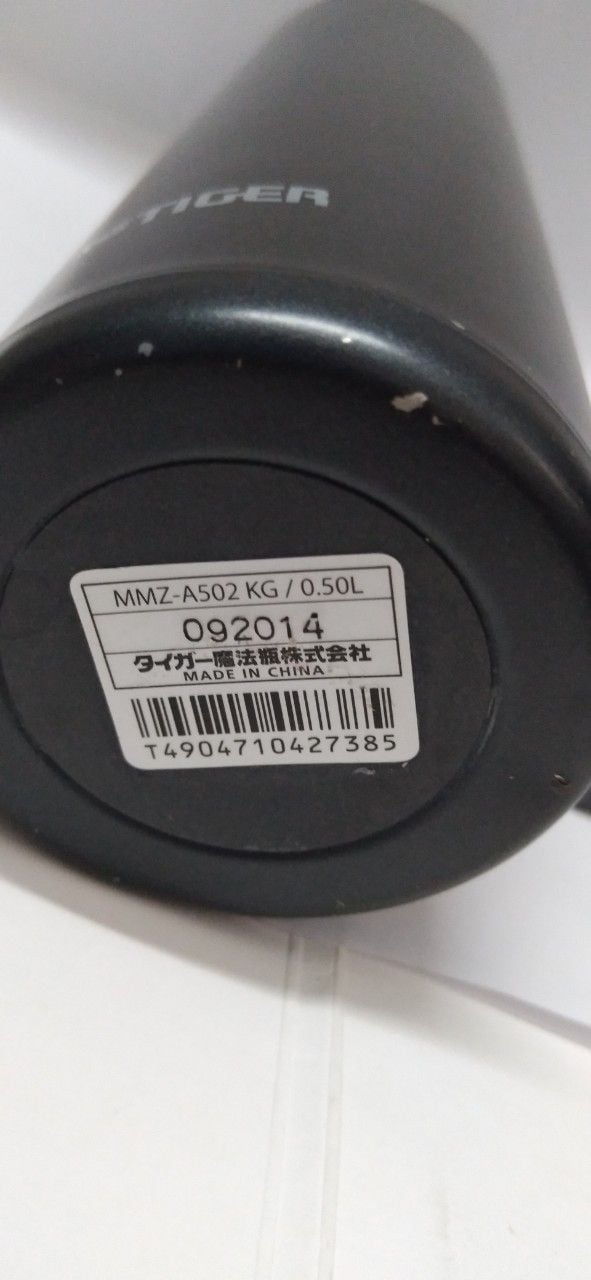 TIGER
MMZ-A502 KG / 0.50L
092014
タイガー魔法瓶株式会社
MADE IN CHINA
T4904710427385